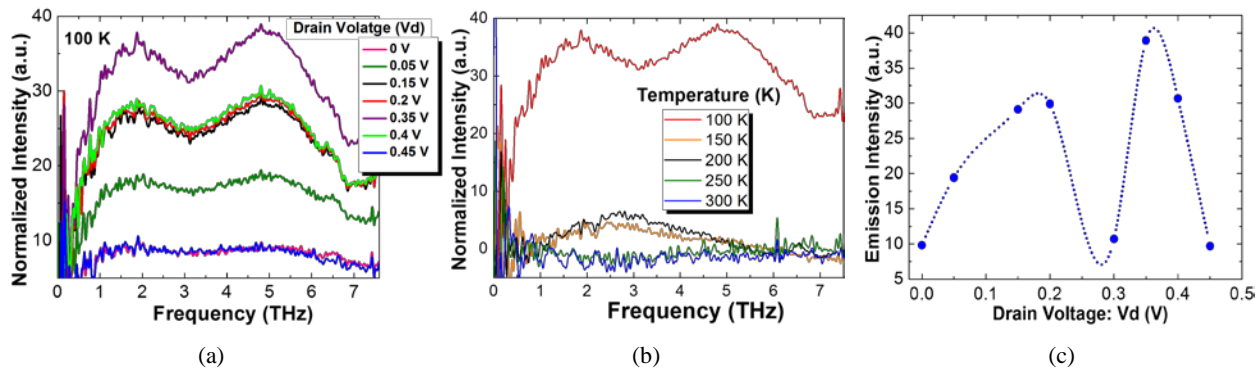 Normalized Intensity (a.u.)
40
30
20
10
100 K
Drain Volatge (Vd)
0 V
0.05 V
0.15 V
0.2 V
0.35 V
0.4 V
0.45 V
0 1 2 3 4 5 6 7
Frequency (THz)
(a)
Normalized Intensity (a.u.)
40
30
20
10
0
Temperature (K)
100 K
150 K
200 K
250 K
300 K
0 1 2 3 4 5 6 7
Frequency (THz)
(b)
Emission Intensity (a.u.)
40
35
30
25
20
15
10
5
0.0 0.1 0.2 0.3 0.4 0.5
Drain Voltage: Vd (V)
(c)